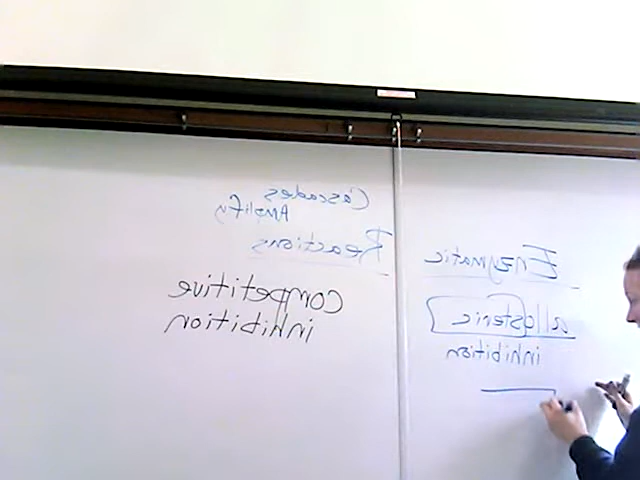 Enzymatic
Reactions
Cascades
Amplify
allosteric
inhibition
competitive
inhibition